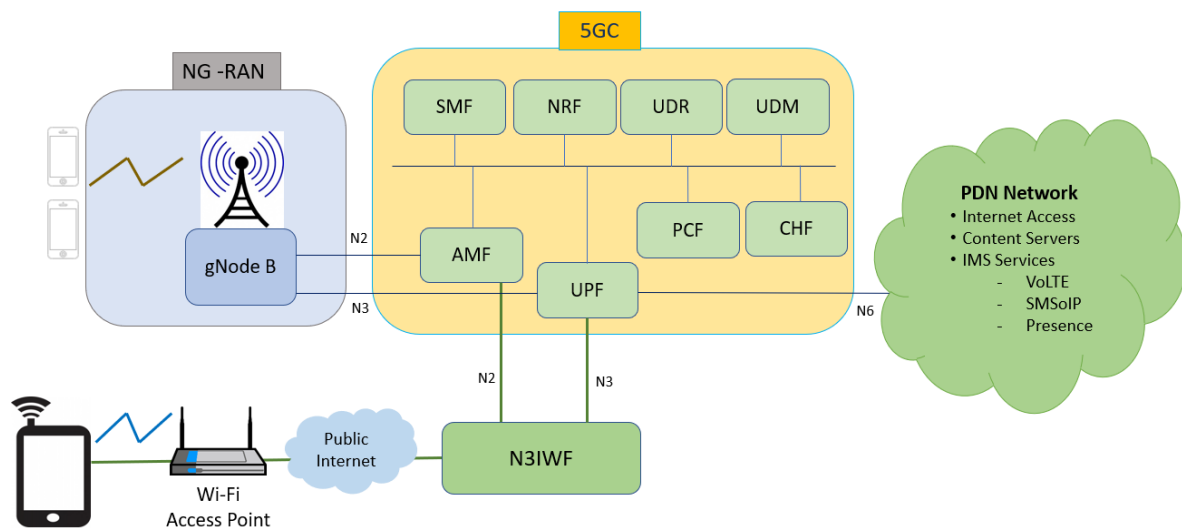 5GC
NG -RAN
SMF
NRF
UDR
UDM
PDN Network
• Internet Access
• Content Servers
• IMS Services
- VoLTE
- SMSoIP
- Presence
PCF
CHF
N2
AMF
gNode B
UPF
N3
N6
N2
N3
Public
Internet
N3IWF
Wi-Fi
Access Point